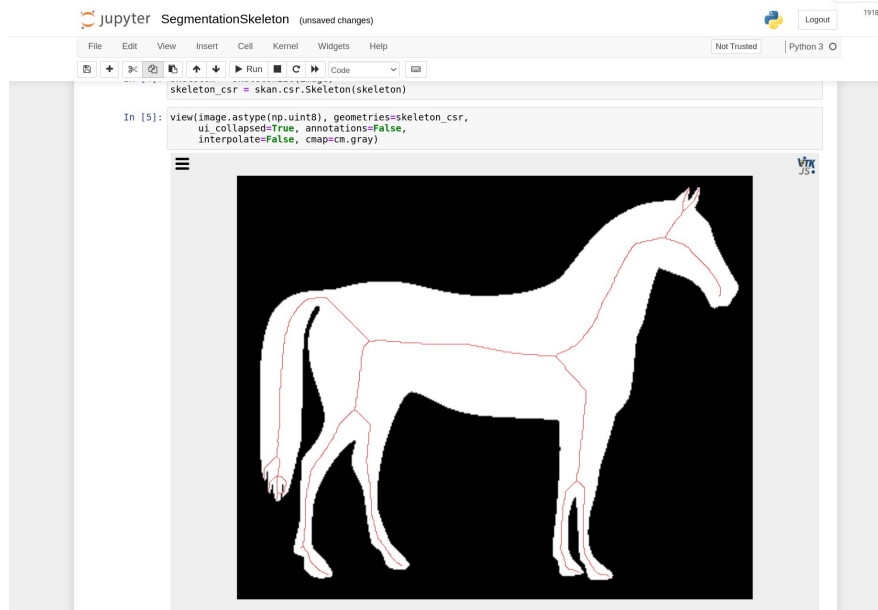 jupyter SegmentationSkeleton (unsaved changes)
Logout
1918
File Edit View Insert Cell Kernel Widgets Help
Not Trusted
Python 3
Run
Code
skeleton_csr = skan.csr.Skeleton(skeleton)
In [5]: view(image.astype(np.uint8), geometries=skeleton_csr,
ui_collapsed=True, annotations=False,
interpolate=False, cmap=cm.gray)
VTK
JS